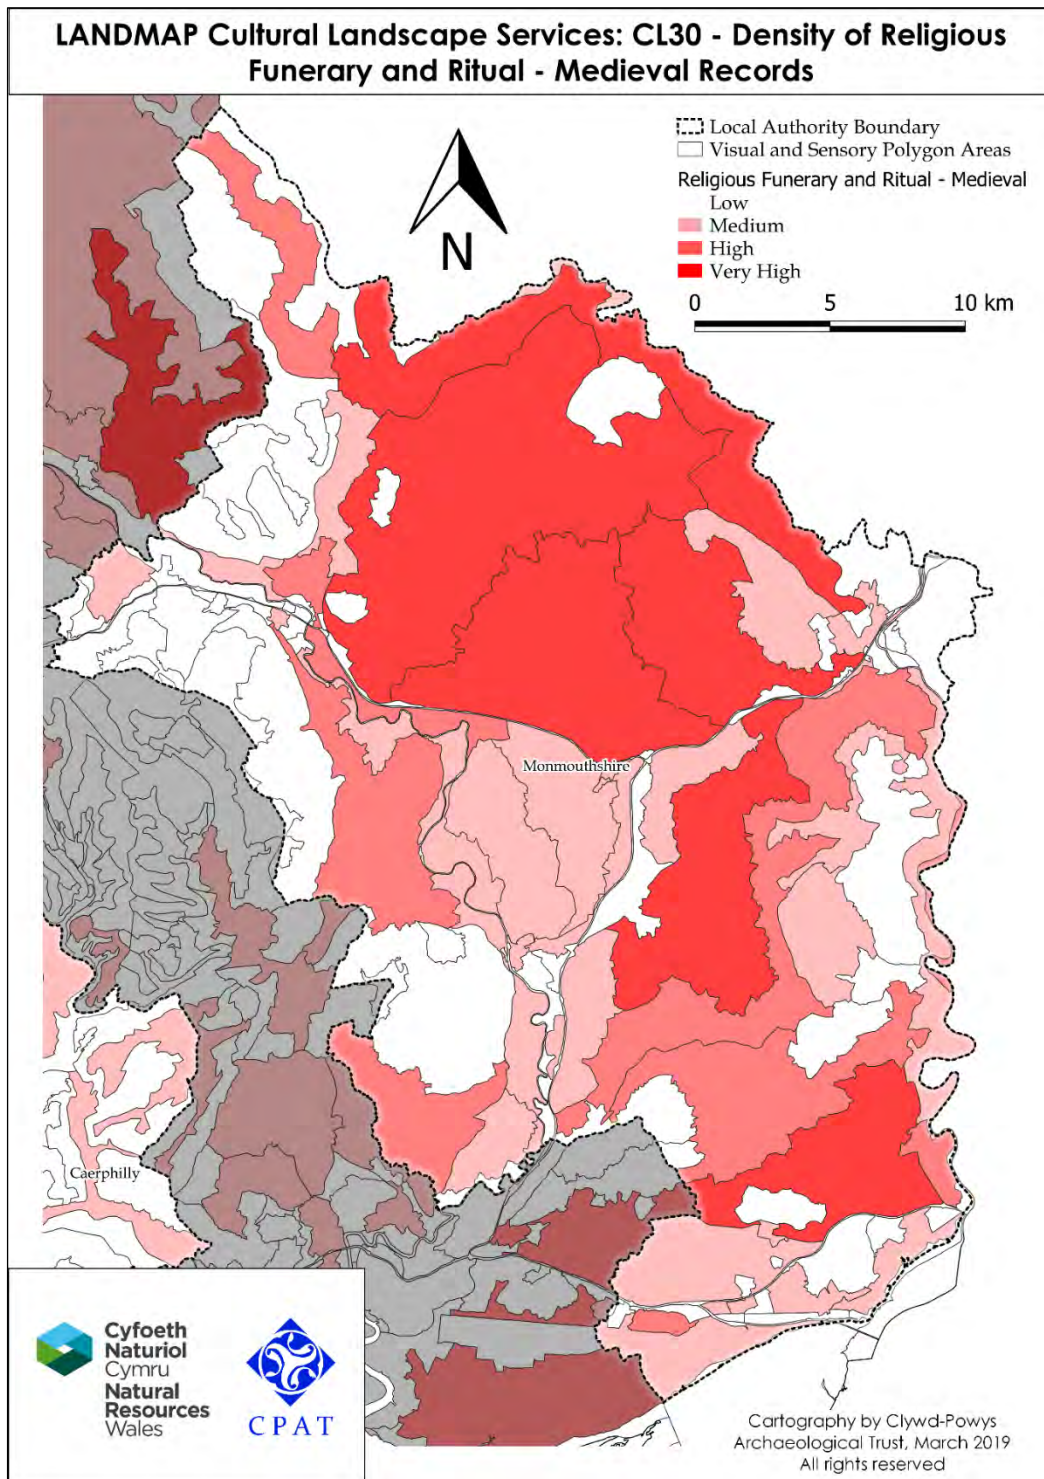 LANDMAP Cultural Landscape Services: CL30 - Density of Religious
Funerary and Ritual - Medieval Records
Local Authority Boundary
Visual and Sensory Polygon Areas
Religious Funerary and Ritual - Medieval
Low
Medium
High
Very High
0 5 10 km
N
Monmouthshire
Caerphilly
Cyfoeth
Naturiol
Cymru
Natural
Resources
Wales
CPAT
Cartography by Clywd-Powys
Archaeological Trust, March 2019
All rights reserved